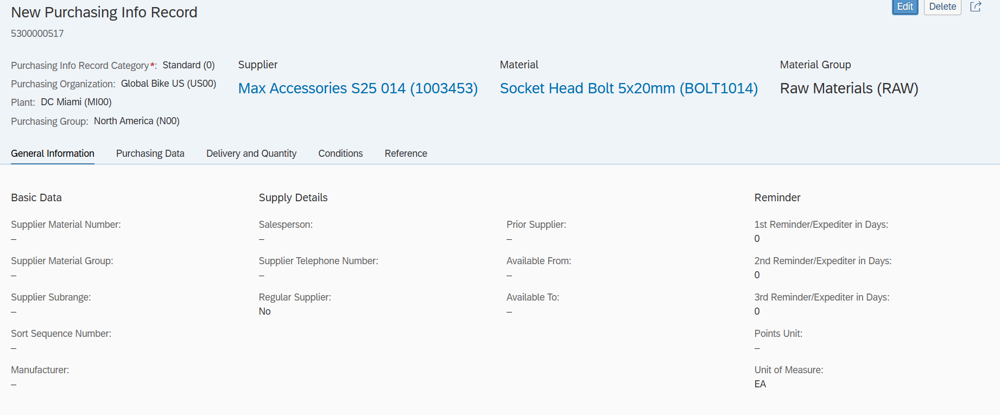 New Purchasing Info Record
Edit
Delete
5300000517
Purchasing Info Record Category*: Standard (0)
Purchasing Organization: Global Bike US (US00)
Plant: DC Miami (MI00)
Purchasing Group: North America (N00)
Supplier
Max Accessories S25 014 (1003453)
Material
Socket Head Bolt 5x20mm (BOLT1014)
Material Group
Raw Materials (RAW)
General Information
Purchasing Data
Delivery and Quantity
Conditions
Reference
Basic Data
Supplier Material Number:
–
Supplier Material Group:
–
Supplier Subrange:
–
Sort Sequence Number:
–
Manufacturer:
–
Supply Details
Salesperson:
–
Supplier Telephone Number:
–
Regular Supplier:
No
Prior Supplier:
–
Available From:
–
Available To:
–
Reminder
1st Reminder/Expediter in Days:
0
2nd Reminder/Expediter in Days:
0
3rd Reminder/Expediter in Days:
0
Points Unit:
–
Unit of Measure:
EA